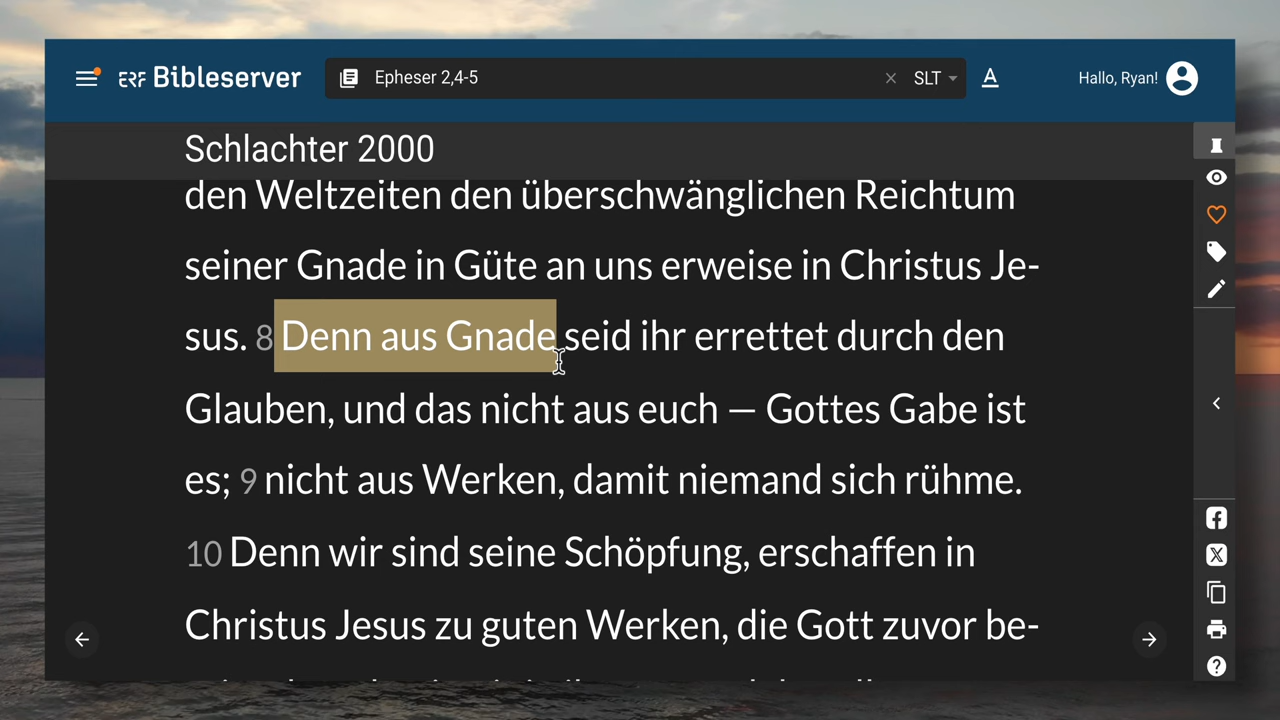 ERF Bibleserver
Epheser 2,4-5
SLT
A
Hallo, Ryan!
Schlachter 2000
den Weltzeiten den überschwänglichen Reichtum
seiner Gnade in Güte an uns erweise in Christus Je-
sus. 8 Denn aus Gnade seid ihr errettet durch den
Glauben, und das nicht aus euch — Gottes Gabe ist
es; 9 nicht aus Werken, damit niemand sich rühme.
10 Denn wir sind seine Schöpfung, erschaffen in
Christus Jesus zu guten Werken, die Gott zuvor be-